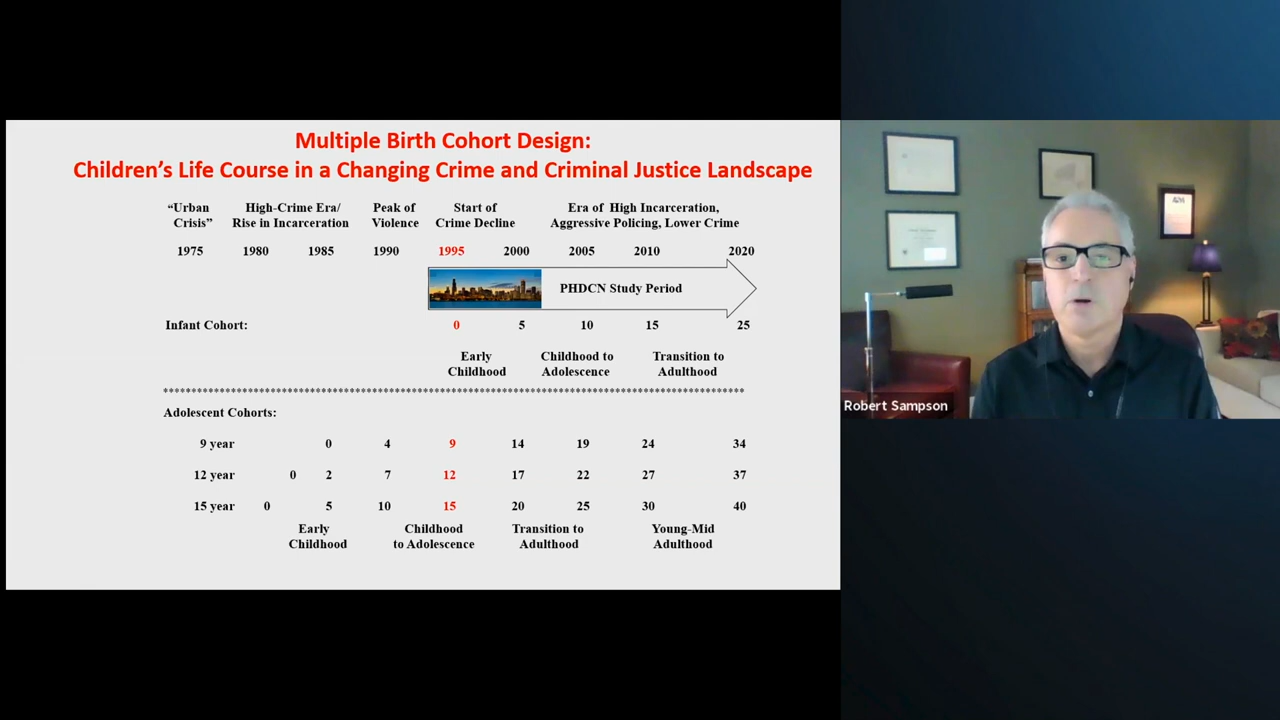 Multiple Birth Cohort Design:
Children's Life Course in a Changing Crime and Criminal Justice Landscape
“Urban Crisis” High-Crime Era/ Rise in Incarceration Peak of Violence Start of Crime Decline Era of High Incarceration, Aggressive Policing, Lower Crime
1975 1980 1985 1990 1995 2000 2005 2010 2020
PHDCN Study Period
Infant Cohort: 0 5 10 15 25
Early Childhood Childhood to Adolescence Transition to Adulthood
****************************************************************************************************
Adolescent Cohorts:
9 year 0 4 9 14 19 24 34
12 year 0 2 7 12 17 22 27 37
15 year 0 5 10 15 20 25 30 40
Early Childhood Childhood to Adolescence Transition to Adulthood Young-Mid Adulthood
Robert Sampson